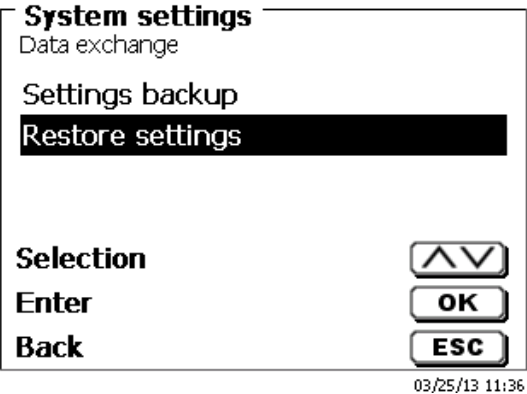 System settings
Data exchange
Settings backup
Restore settings
Selection
Enter OK
Back ESC
03/25/13 11:36